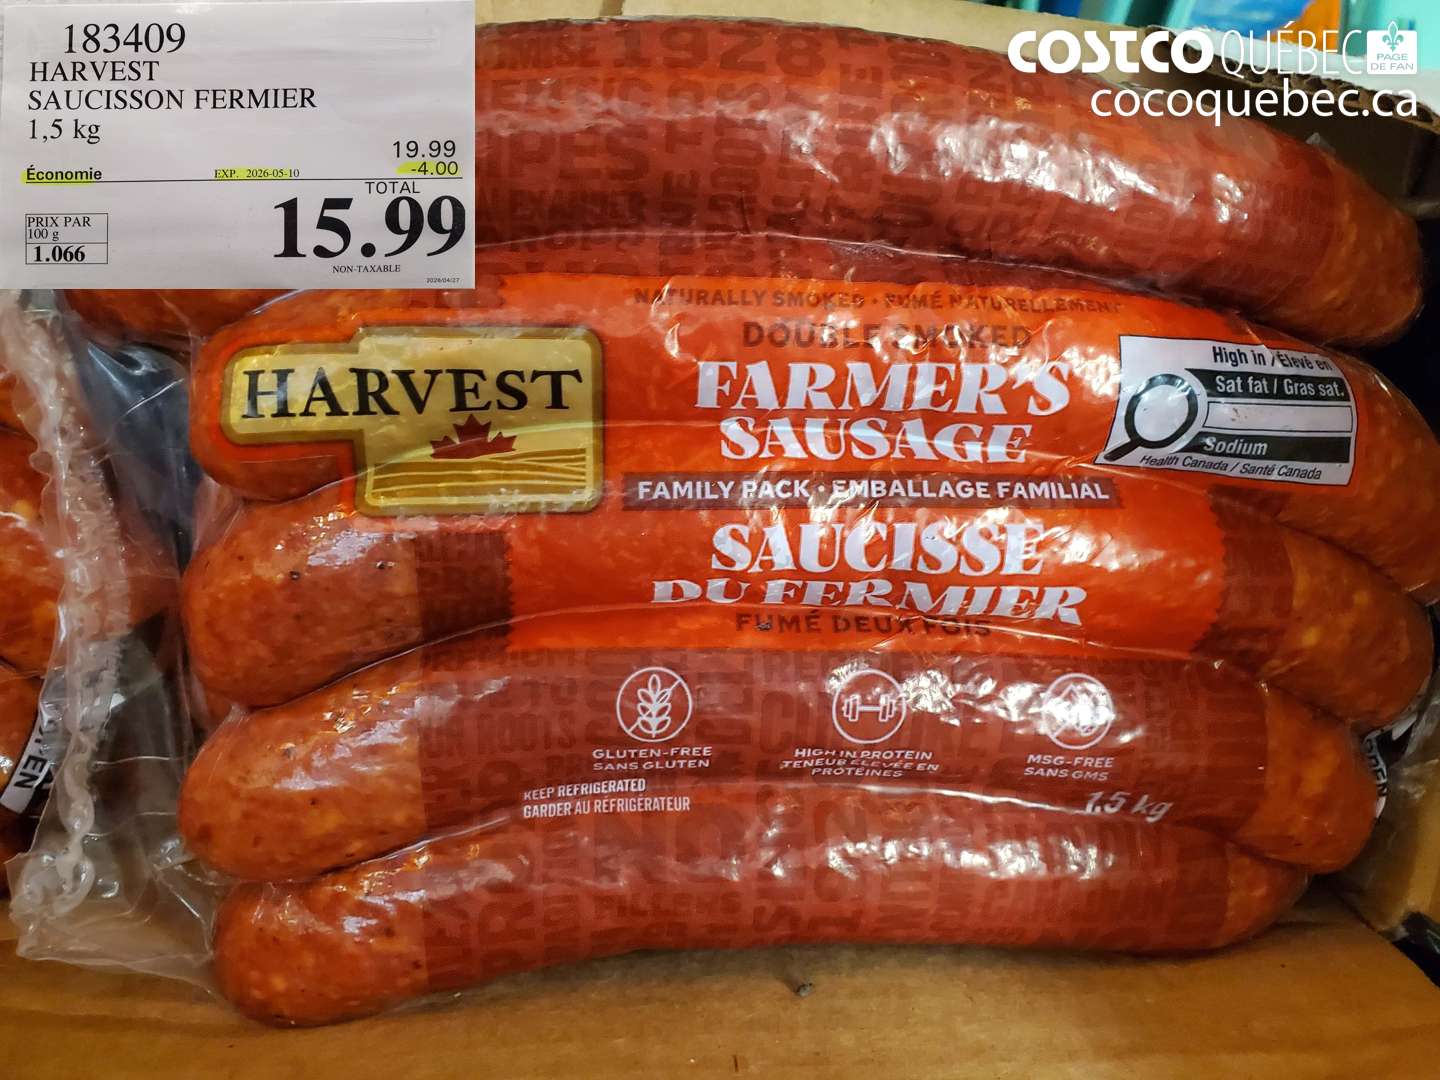 183409
HARVEST
SAUCISSON FERMIER
1,5 kg
19.99
Économie
EXP. 2026-05-10
-4.00
TOTAL
15.99
PRIX PAR
100 g
1.066
NON-TAXABLE
2026/04/27
COSTCO QUÉBEC
PAGE
DE FAN
cocoquebec.ca
NATURALLY SMOKED • FUMÉ NATURELLEMENT
DOUBLE SMOKED
HARVEST
FARMER'S
SAUSAGE
FAMILY PACK • EMBALLAGE FAMILIAL
SAUCISSE
DU FERMIER
FUMÉ DEUX FOIS
High in / Élevé en
Sat fat / Gras sat.
Sodium
Health Canada / Santé Canada
GLUTEN-FREE
SANS GLUTEN
HIGH IN PROTEIN
TENEUR ÉLEVÉE EN
PROTÉINES
MSG-FREE
SANS GMS
KEEP REFRIGERATED
GARDER AU RÉFRIGÉRATEUR
1.5 kg